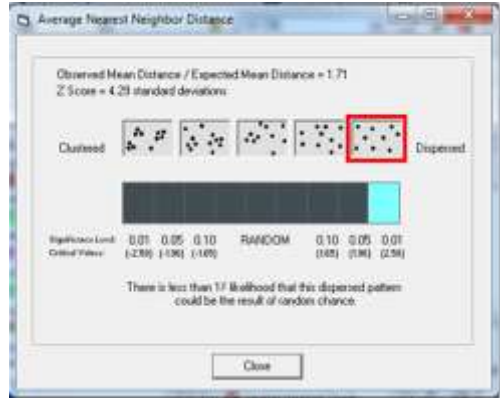 Average Nearest Neighbor Distance
Observed Mean Distance / Expected Mean Distance = 1.71
Z Score = 4.29 standard deviations
Clustered
Dispersed
Significance Level: 0.01 0.05 0.10 RANDOM 0.10 0.05 0.01
Critical Values: (-2.58) (-1.96) (-1.65) (1.65) (1.96) (2.58)
There is less than 1% likelihood that this dispersed pattern
could be the result of random chance.
Close